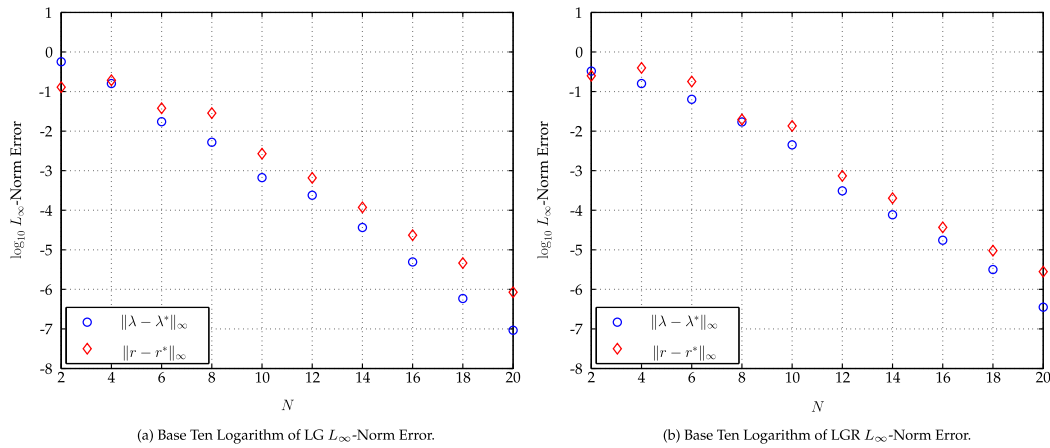 1
0
-1
-2
-3
-4
-5
-6
-7
-8
log₁₀ L∞-Norm Error
‖λ − λ*‖∞
‖r − r*‖∞
2 4 6 8 10 12 14 16 18 20
N
(a) Base Ten Logarithm of LG L∞-Norm Error.
1
0
-1
-2
-3
-4
-5
-6
-7
-8
log₁₀ L∞-Norm Error
‖λ − λ*‖∞
‖r − r*‖∞
2 4 6 8 10 12 14 16 18 20
N
(b) Base Ten Logarithm of LGR L∞-Norm Error.